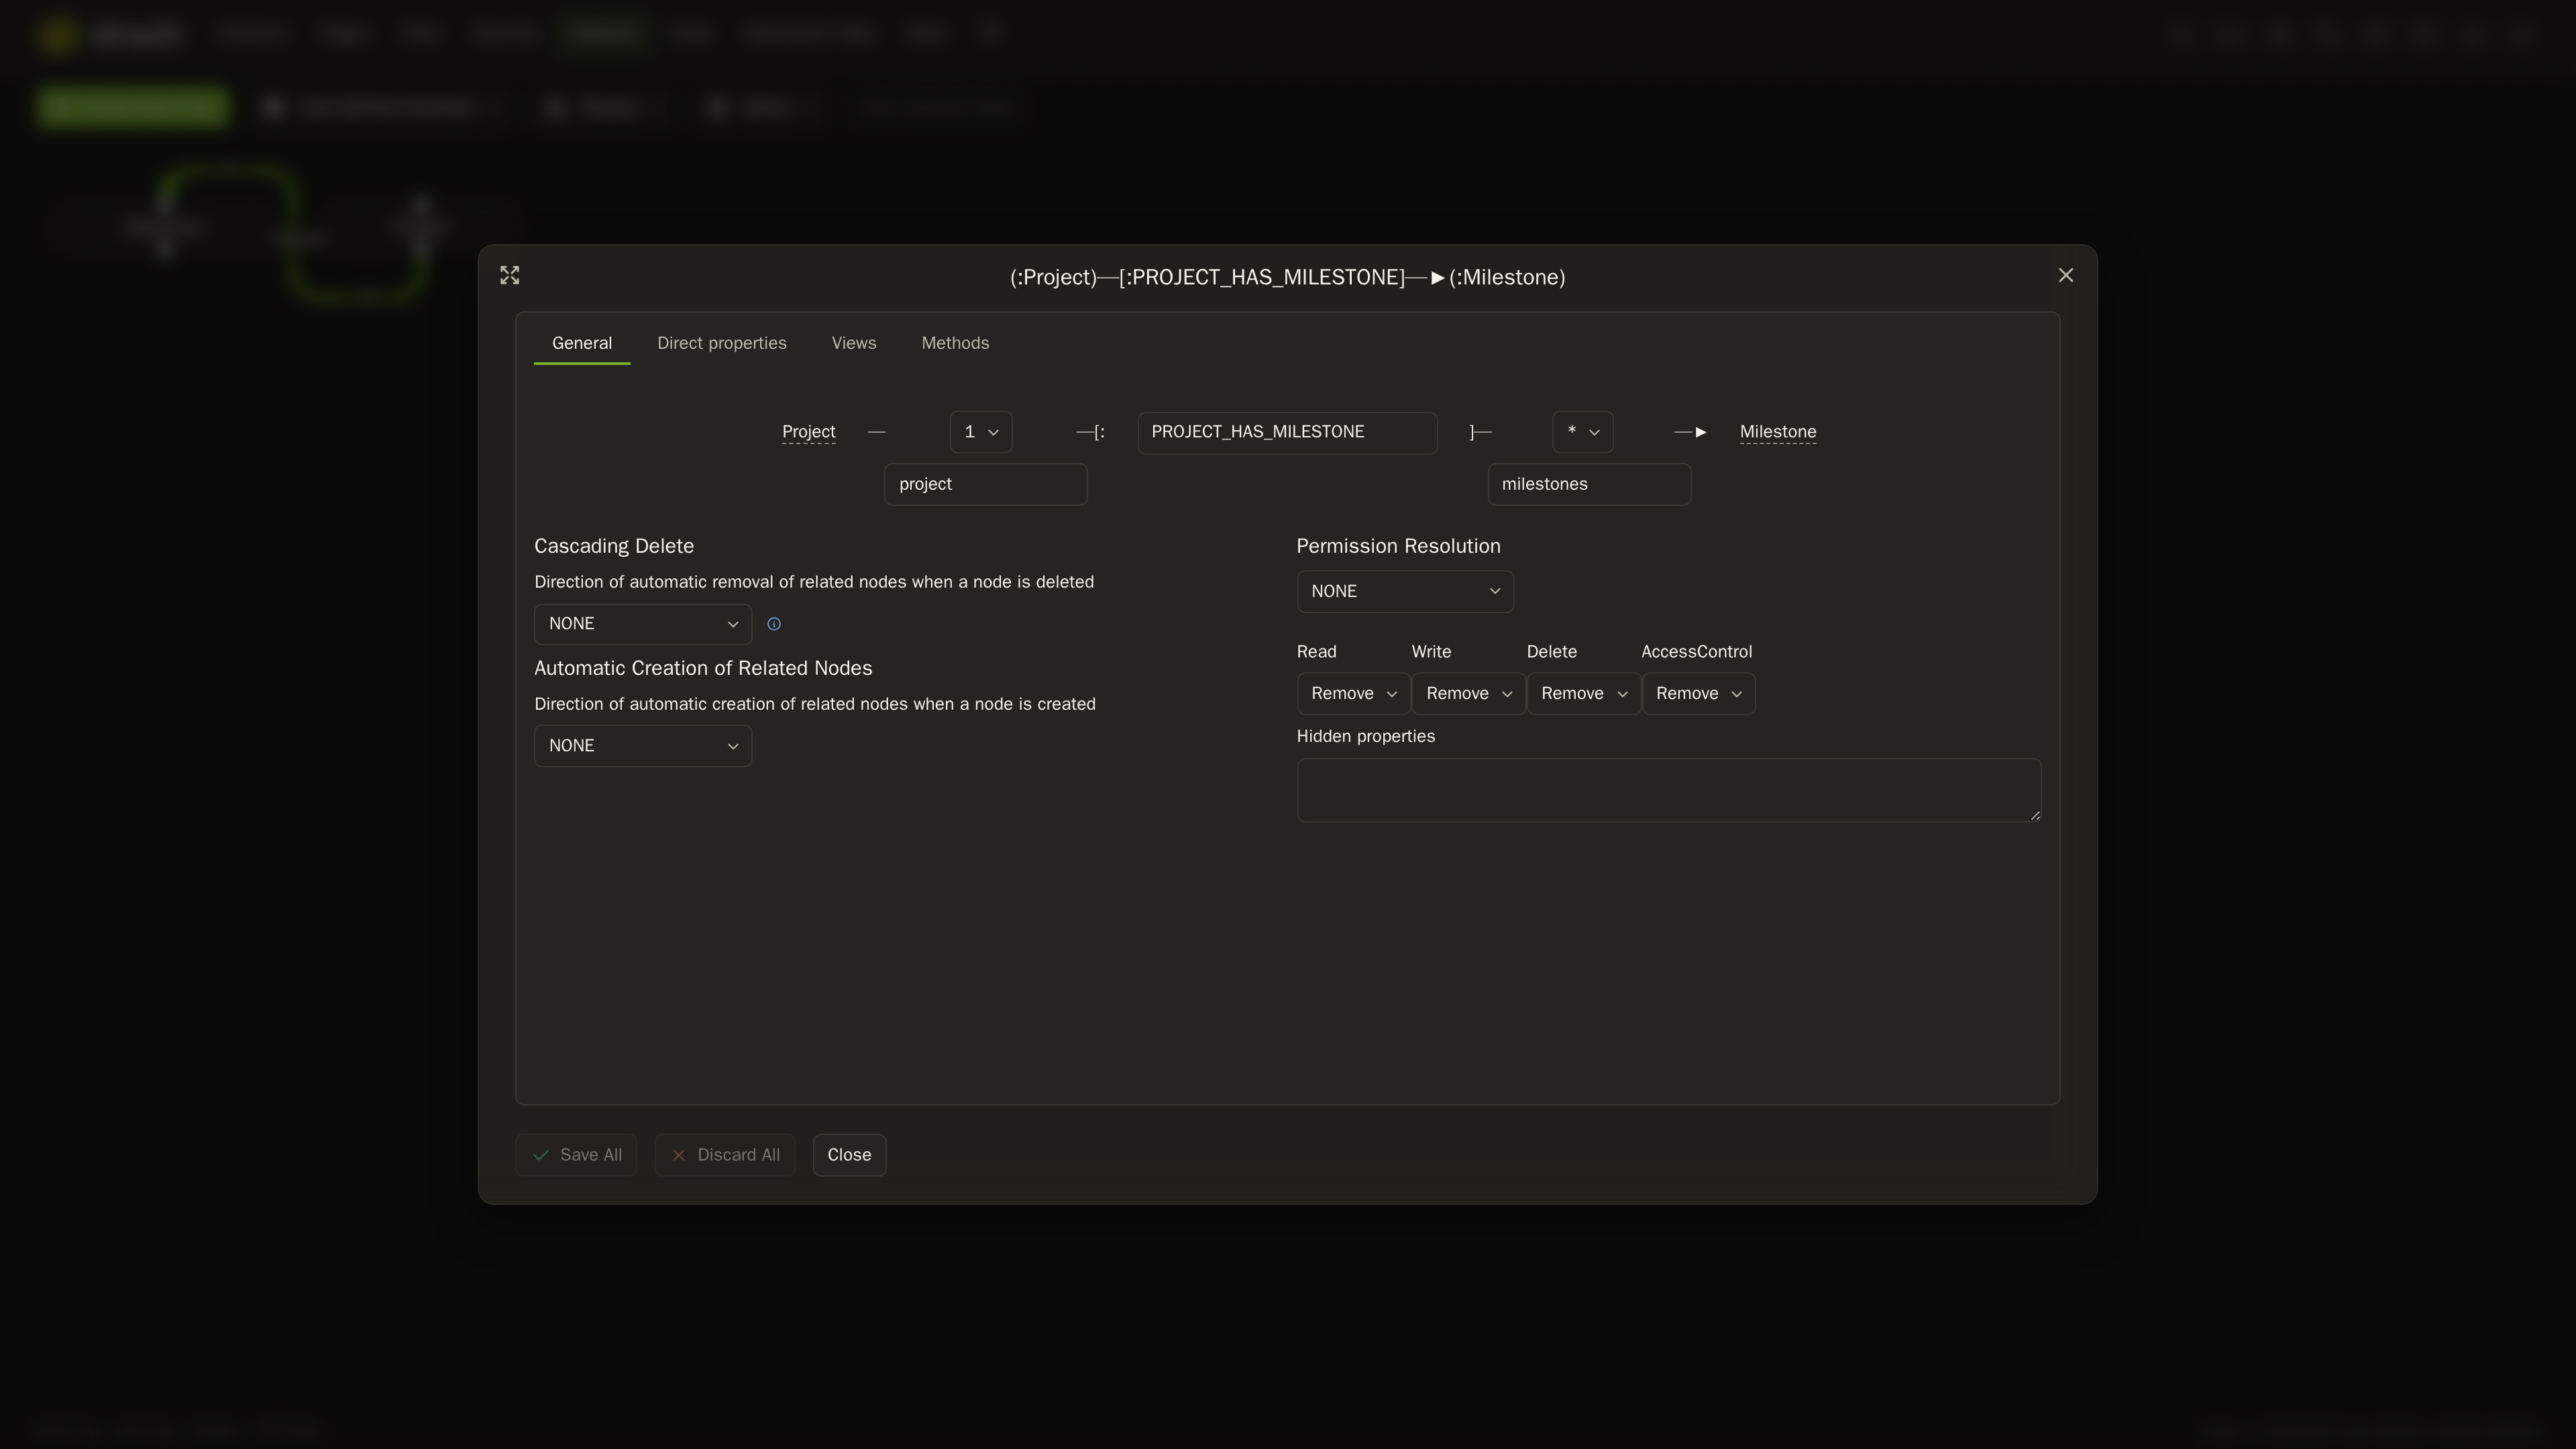 (:Project)—[:PROJECT_HAS_MILESTONE]—►(:Milestone)
General Direct properties Views Methods
Project — 1 —[: PROJECT_HAS_MILESTONE ]— * —► Milestone
project milestones
Cascading Delete
Direction of automatic removal of related nodes when a node is deleted
NONE
Automatic Creation of Related Nodes
Direction of automatic creation of related nodes when a node is created
NONE
Permission Resolution
NONE
Read Write Delete AccessControl
Remove Remove Remove Remove
Hidden properties
Save All Discard All Close